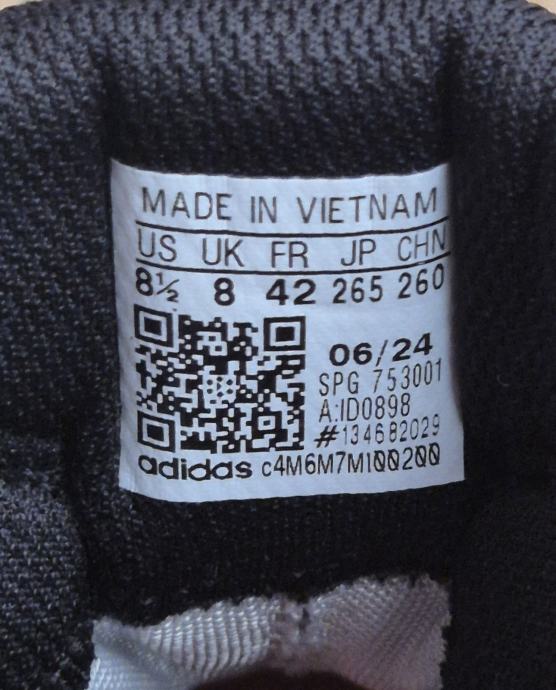 MADE IN VIETNAM
US UK FR JP CHN
8½ 8 42 265 260
06/24
SPG 753001
A:ID0898
#134682029
adidas c4M6M7M100200